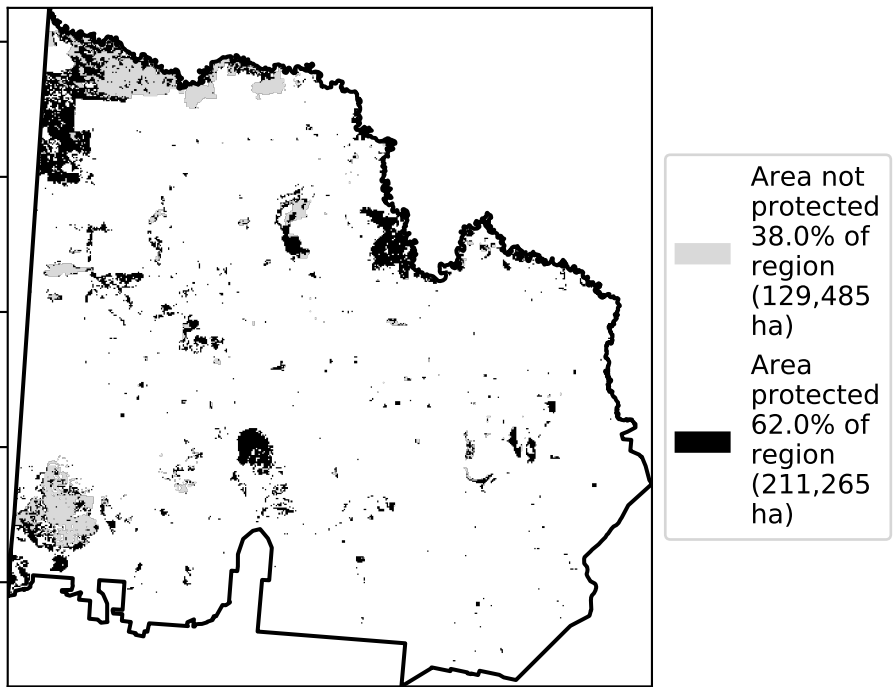 Area not
protected
38.0% of
region
(129,485
ha)
Area
protected
62.0% of
region
(211,265
ha)